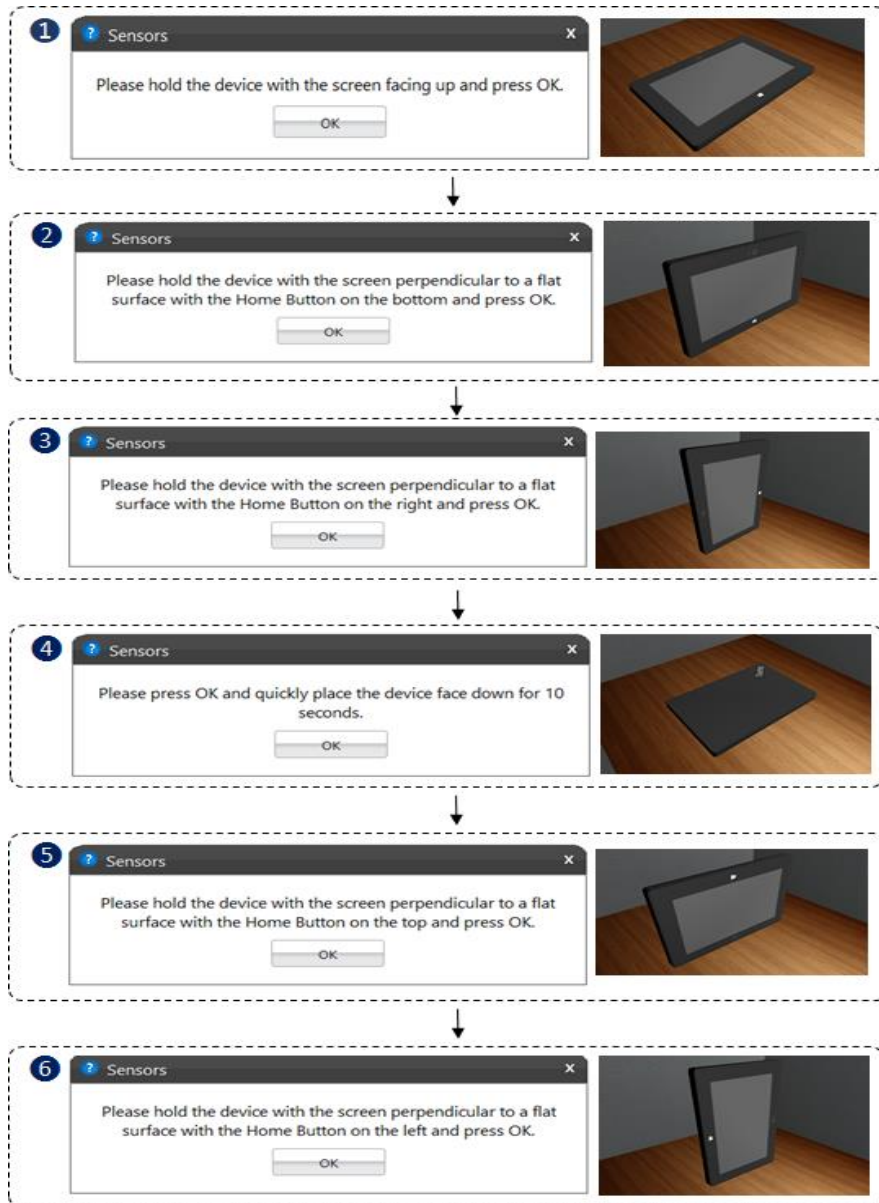 1
? Sensors X
Please hold the device with the screen facing up and press OK.
OK
2
? Sensors X
Please hold the device with the screen perpendicular to a flat
surface with the Home Button on the bottom and press OK.
OK
3
? Sensors X
Please hold the device with the screen perpendicular to a flat
surface with the Home Button on the right and press OK.
OK
4
? Sensors X
Please press OK and quickly place the device face down for 10
seconds.
OK
5
? Sensors X
Please hold the device with the screen perpendicular to a flat
surface with the Home Button on the top and press OK.
OK
6
? Sensors X
Please hold the device with the screen perpendicular to a flat
surface with the Home Button on the left and press OK.
OK